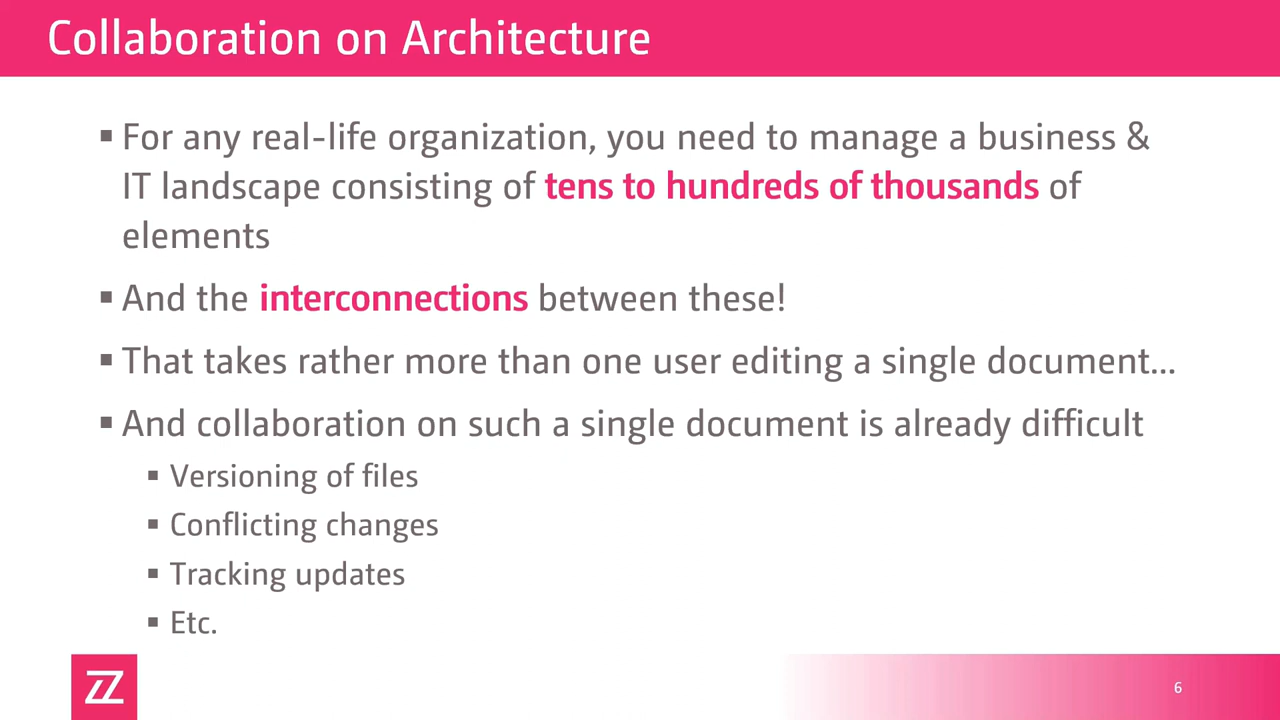 Collaboration on Architecture
▪ For any real-life organization, you need to manage a business &
IT landscape consisting of tens to hundreds of thousands of
elements
▪ And the interconnections between these!
▪ That takes rather more than one user editing a single document...
▪ And collaboration on such a single document is already difficult
▪ Versioning of files
▪ Conflicting changes
▪ Tracking updates
▪ Etc.
ZZ
6